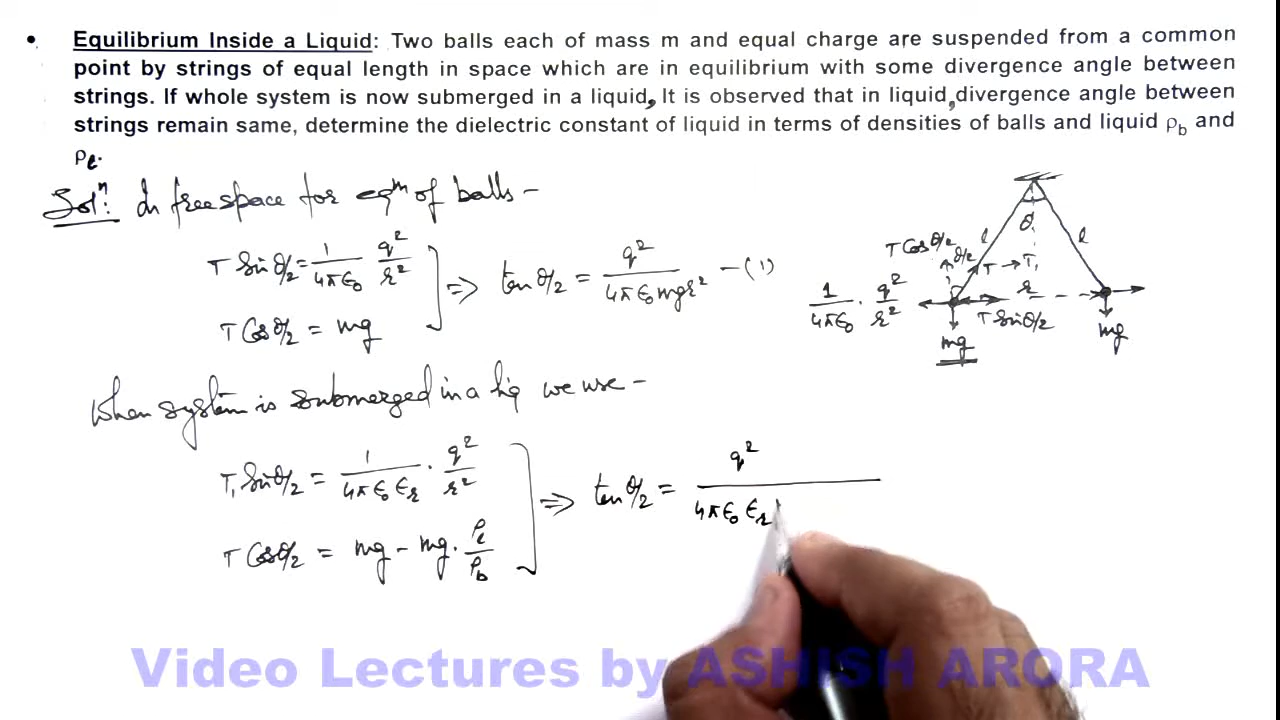 • Equilibrium Inside a Liquid: Two balls each of mass m and equal charge are suspended from a common
point by strings of equal length in space which are in equilibrium with some divergence angle between
strings. If whole system is now submerged in a liquid, It is observed that in liquid, divergence angle between
strings remain same, determine the dielectric constant of liquid in terms of densities of balls and liquid ρb and
ρℓ.
Solⁿ: In free space for eqᵐ of balls –
T Sin θ/2 = 1/4πε₀ q²/r²
T Cos θ/2 = mg
⇒ tan θ/2 = q²/4πε₀mgr² – (1)
θ
ℓ
ℓ
T Cos θ/2
θ/2
T → T₁
r
1/4πε₀ · q²/r²
T Sin θ/2
mg
mg
When system is submerged in a liq we use –
T₁ Sin θ/2 = 1/4πε₀εr · q²/r²
T Cos θ/2 = mg – mg · ρℓ/ρb
⇒ tan θ/2 = q²/4πε₀εr
Video Lectures by ASHISH ARORA